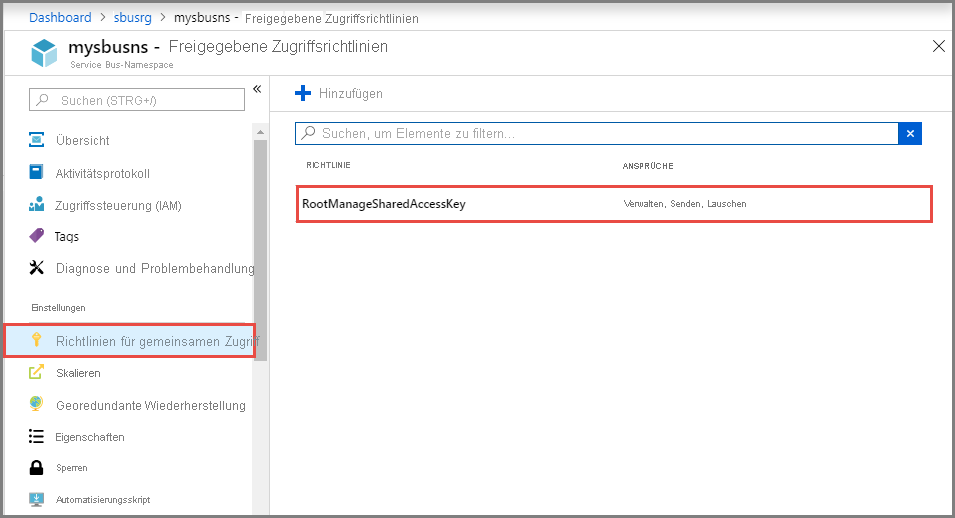 Dashboard > sbusrg > mysbusns - Freigegebene Zugriffsrichtlinien
mysbusns - Freigegebene Zugriffsrichtlinien
Service Bus-Namespace
Suchen (STRG+/)
Übersicht
Aktivitätsprotokoll
Zugriffssteuerung (IAM)
Tags
Diagnose und Problembehandlung
Einstellungen
Richtlinien für gemeinsamen Zugriff
Skalieren
Georedundante Wiederherstellung
Eigenschaften
Sperren
Automatisierungsskript
Hinzufügen
Suchen, um Elemente zu filtern...
RICHTLINIE ANSPRÜCHE
RootManageSharedAccessKey Verwalten, Senden, Lauschen